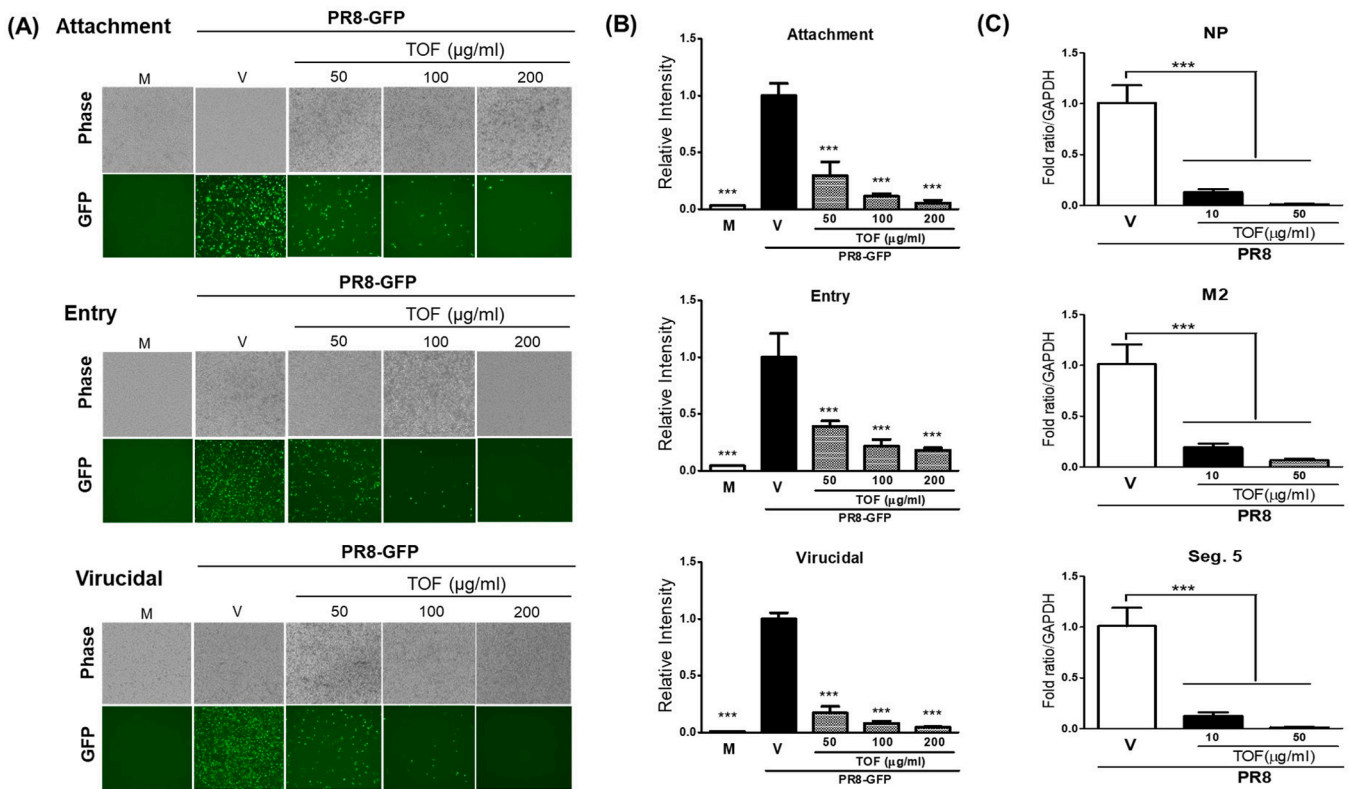 (A)
Attachment
PR8-GFP
TOF (µg/ml)
M V 50 100 200
Phase
GFP
Entry
PR8-GFP
TOF (µg/ml)
M V 50 100 200
Phase
GFP
Virucidal
PR8-GFP
TOF (µg/ml)
M V 50 100 200
Phase
GFP
(B)
Attachment
Relative Intensity
1.5
1.0
0.5
0.0
*** *** *** ***
M V 50 100 200
TOF (µg/ml)
PR8-GFP
Entry
Relative Intensity
1.5
1.0
0.5
0.0
*** *** *** ***
M V 50 100 200
TOF (µg/ml)
PR8-GFP
Virucidal
Relative Intensity
1.5
1.0
0.5
0.0
*** *** *** ***
M V 50 100 200
TOF (µg/ml)
PR8-GFP
(C)
NP
Fold ratio/GAPDH
1.5
1.0
0.5
0.0
***
V 10 50
TOF(µg/ml)
PR8
M2
Fold ratio/GAPDH
1.5
1.0
0.5
0.0
***
V 10 50
TOF(µg/ml)
PR8
Seg. 5
Fold ratio/GAPDH
1.5
1.0
0.5
0.0
***
V 10 50
TOF(µg/ml)
PR8